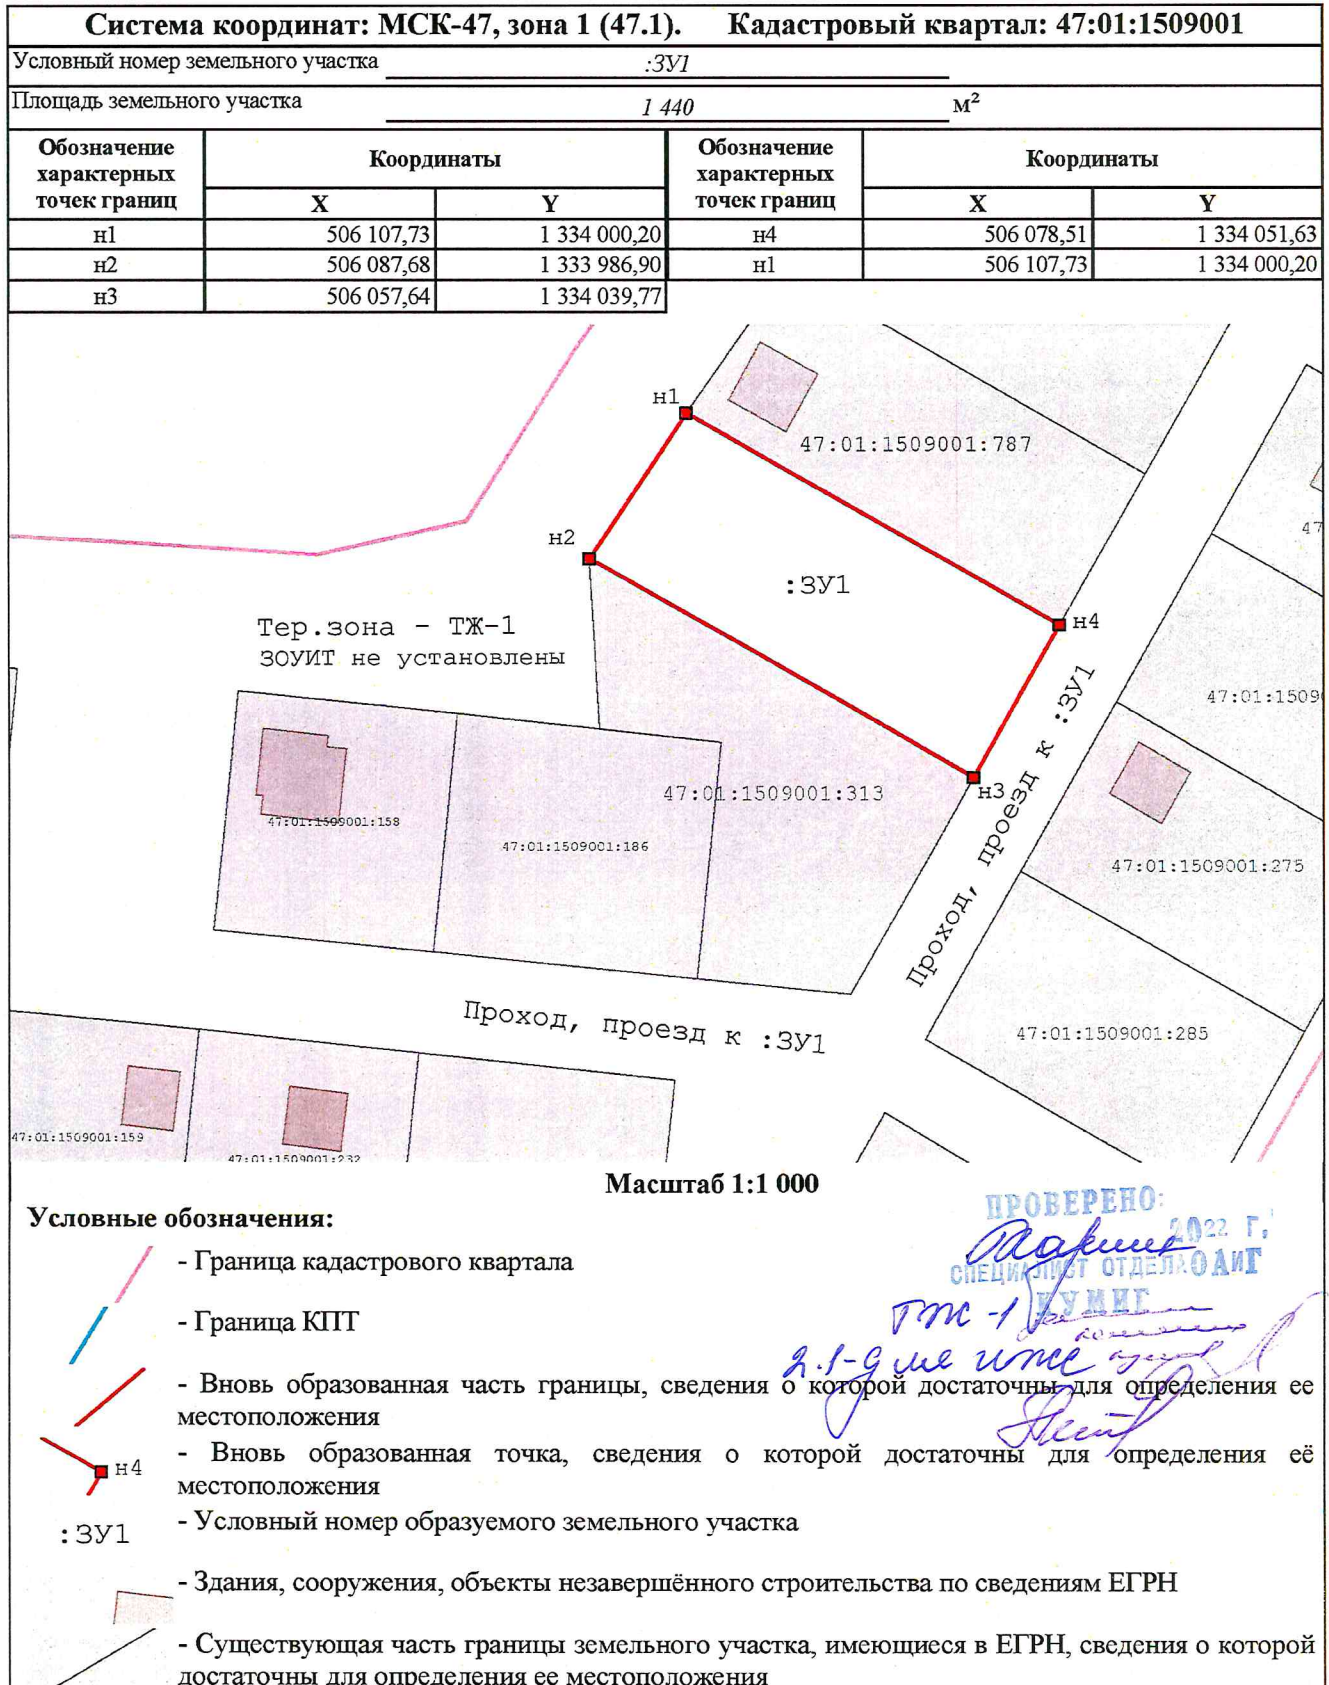 Система координат: МСК-47, зона 1 (47.1). Кадастровый квартал: 47:01:1509001
Условный номер земельного участка :ЗУ1
Площадь земельного участка 1 440 м²
Обозначение характерных точек границ Координаты Обозначение характерных точек границ Координаты
X Y X Y
н1 506 107,73 1 334 000,20 н4 506 078,51 1 334 051,63
н2 506 087,68 1 333 986,90 н1 506 107,73 1 334 000,20
н3 506 057,64 1 334 039,77
н1
47:01:1509001:787
47
н2
:ЗУ1
н4
Тер.зона - ТЖ-1
ЗОУИТ не установлены
47:01:1509
н3
47:01:1509001:313
47:01:1509001:158
47:01:1509001:186
Проход, проезд к :ЗУ1
47:01:1509001:275
Проход, проезд к :ЗУ1
47:01:1509001:285
47:01:1509001:159
47:01:1509001:232
Масштаб 1:1 000
ПРОВЕРЕНО:
2022 г.
СПЕЦИАЛИСТ ОТДЕЛА ОАиГ
КУМИГ
ТЖ-1
2.1-для ижс
Условные обозначения:
- Граница кадастрового квартала
- Граница КПТ
- Вновь образованная часть границы, сведения о которой достаточны для определения ее
местоположения
н4 - Вновь образованная точка, сведения о которой достаточны для определения её
местоположения
:ЗУ1 - Условный номер образуемого земельного участка
- Здания, сооружения, объекты незавершённого строительства по сведениям ЕГРН
- Существующая часть границы земельного участка, имеющиеся в ЕГРН, сведения о которой
достаточны для определения ее местоположения